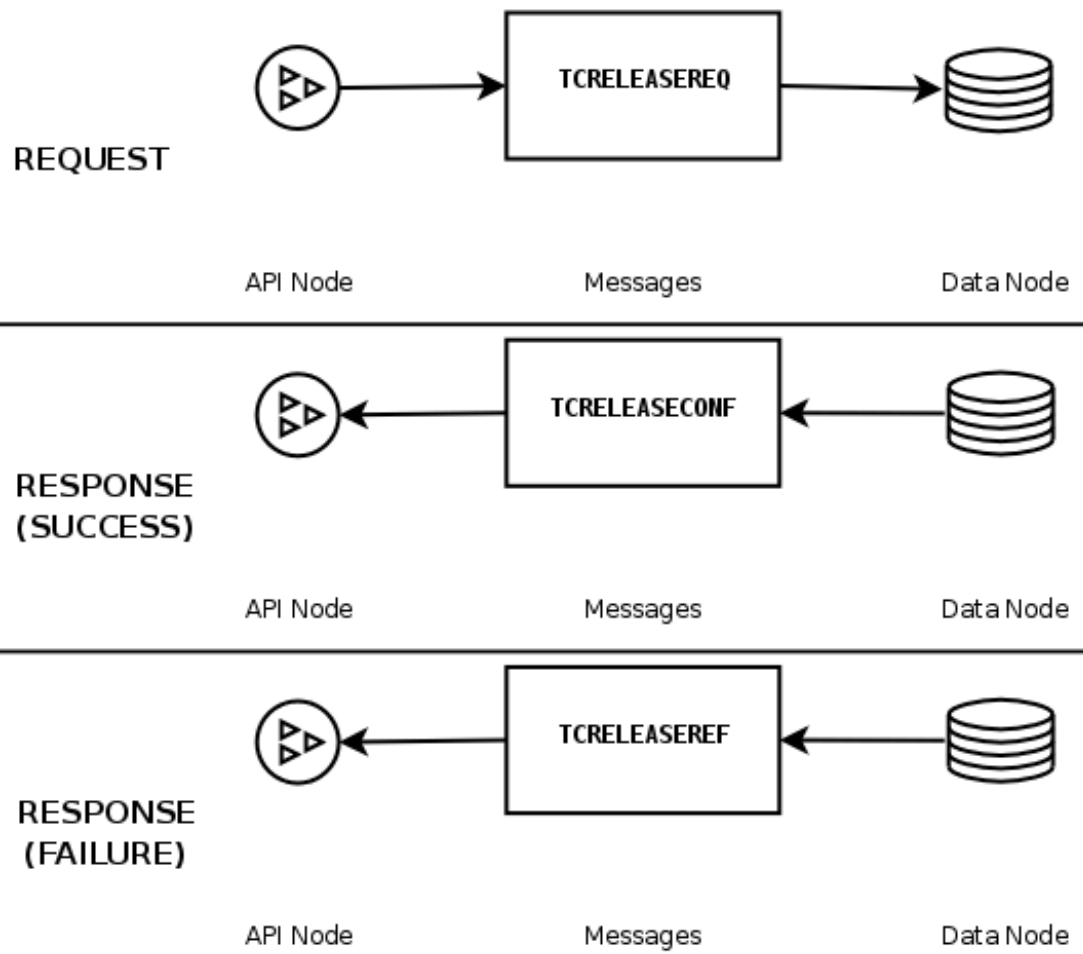 TCRELEASEREQ
REQUEST
API Node
Messages
Data Node
TCRELEASECONF
RESPONSE
(SUCCESS)
API Node
Messages
Data Node
TCRELEASEREF
RESPONSE
(FAILURE)
API Node
Messages
Data Node